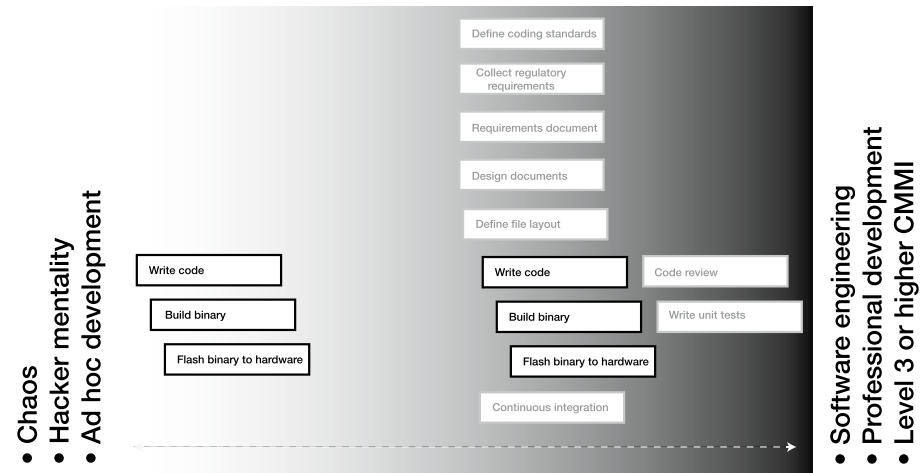 • Chaos
• Hacker mentality
• Ad hoc development
Define coding standards
Collect regulatory
requirements
Requirements document
Design documents
Define file layout
Write code
Build binary
Flash binary to hardware
Write code
Code review
Build binary
Write unit tests
Flash binary to hardware
Continuous integration
• Software engineering
• Professional development
• Level 3 or higher CMMI